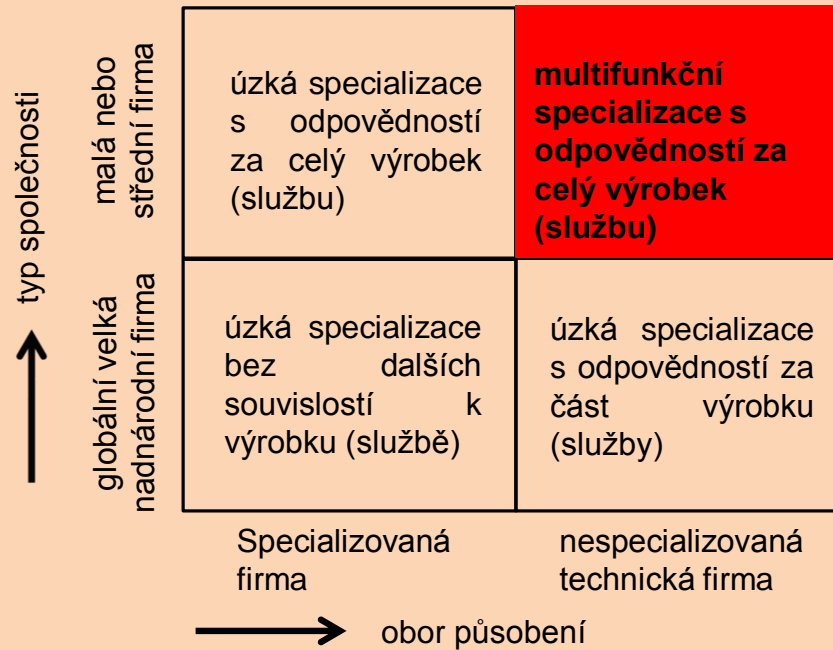 typ společnosti
malá nebo
střední firma
úzká specializace
s odpovědností
za celý výrobek
(službu)
multifunkční
specializace s
odpovědností za
celý výrobek
(službu)
globální velká
nadnárodní firma
úzká specializace
bez dalších
souvislostí k
výrobku (službě)
úzká specializace
s odpovědností za
část výrobku
(služby)
Specializovaná
firma
nespecializovaná
technická firma
obor působení